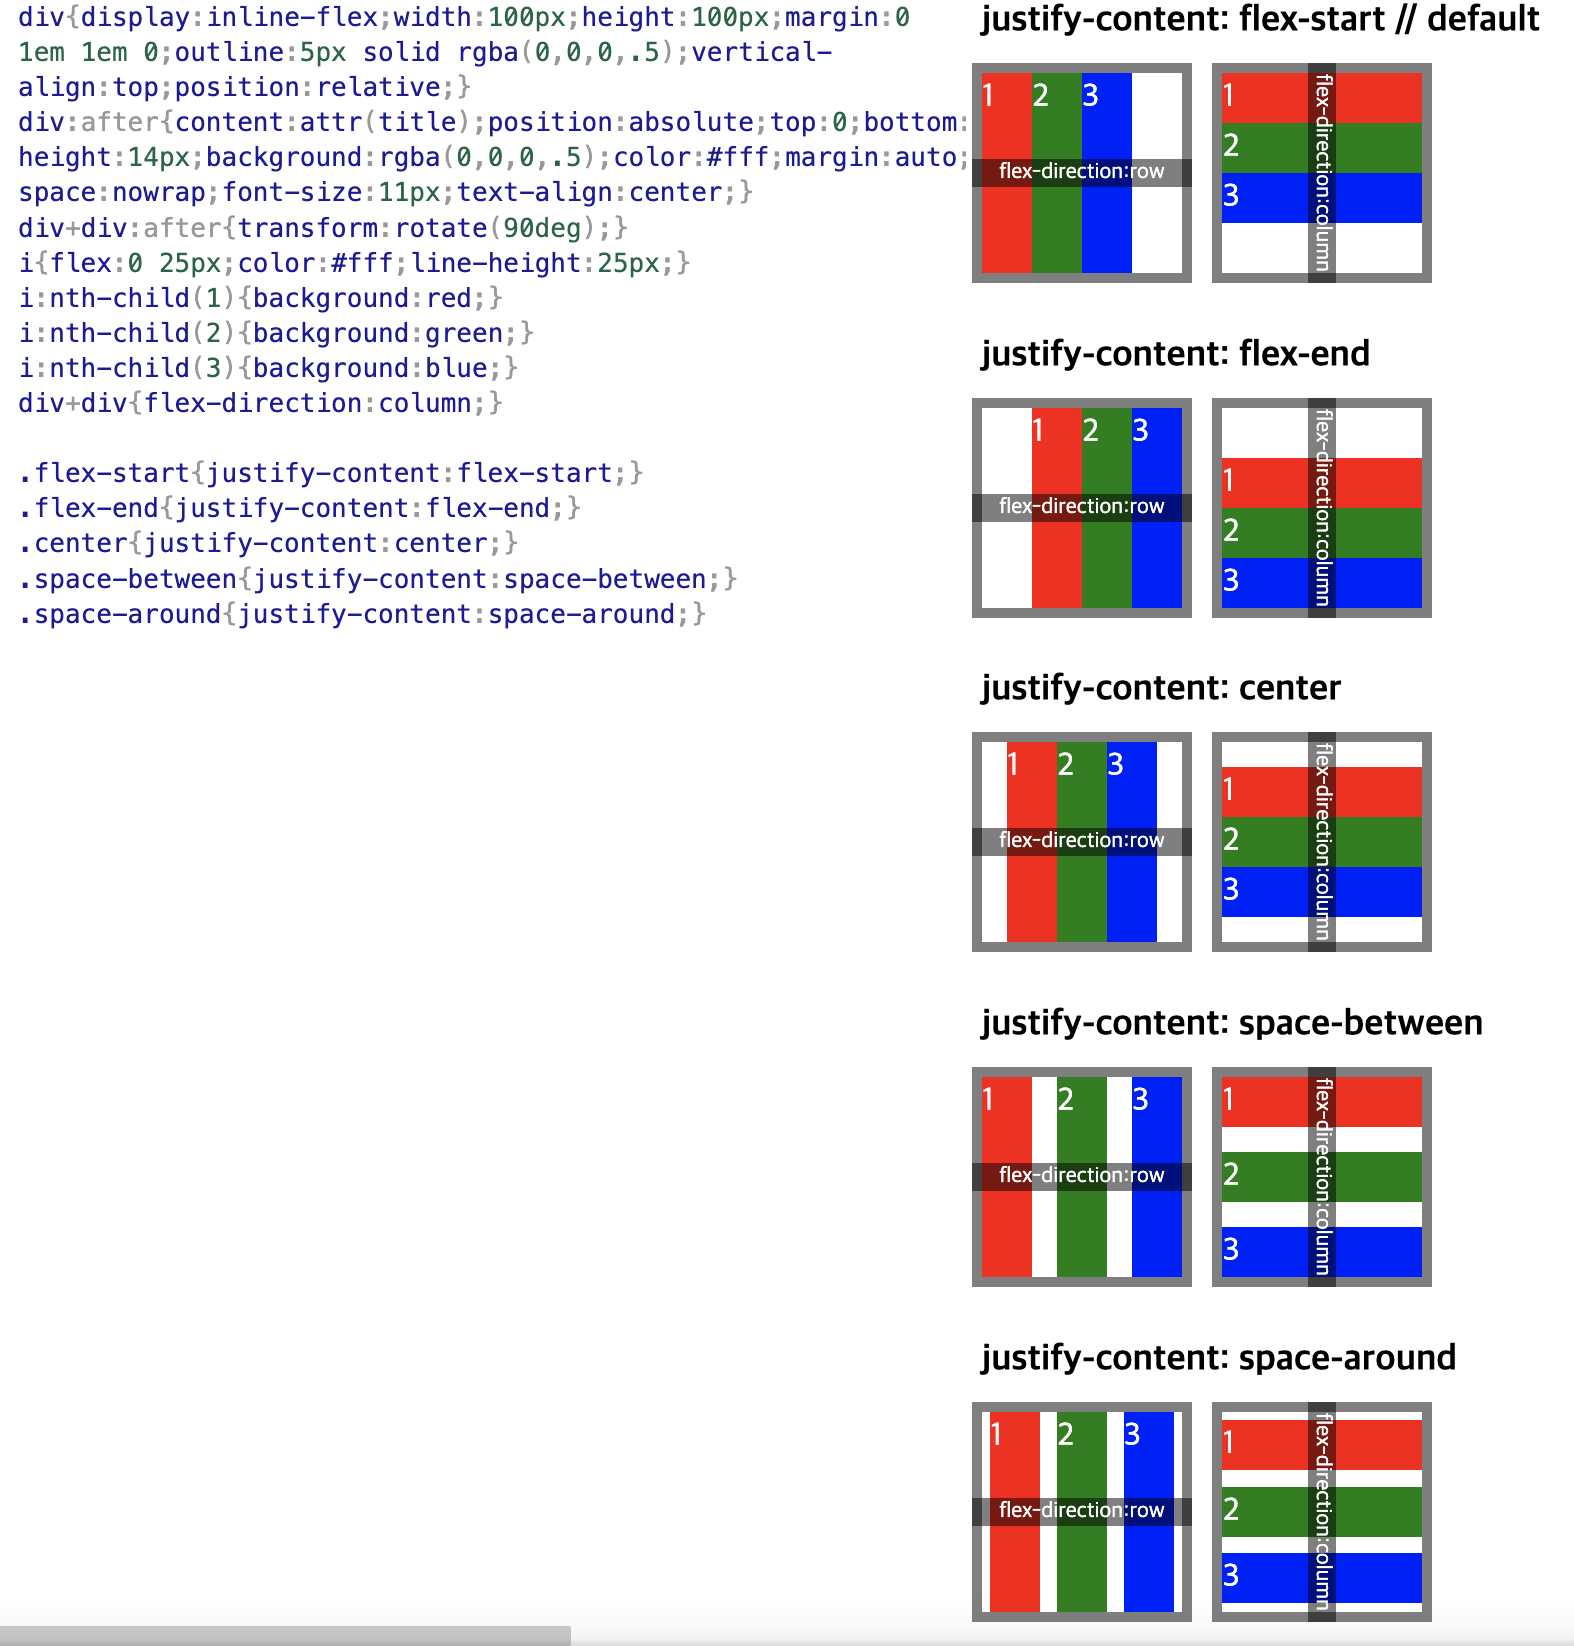 div{display:inline-flex;width:100px;height:100px;margin:0
1em 1em 0;outline:5px solid rgba(0,0,0,.5);vertical-
align:top;position:relative;}
div:after{content:attr(title);position:absolute;top:0;bottom:
height:14px;background:rgba(0,0,0,.5);color:#fff;margin:auto;
space:nowrap;font-size:11px;text-align:center;}
div+div:after{transform:rotate(90deg);}
i{flex:0 25px;color:#fff;line-height:25px;}
i:nth-child(1){background:red;}
i:nth-child(2){background:green;}
i:nth-child(3){background:blue;}
div+div{flex-direction:column;}
.flex-start{justify-content:flex-start;}
.flex-end{justify-content:flex-end;}
.center{justify-content:center;}
.space-between{justify-content:space-between;}
.space-around{justify-content:space-around;}
justify-content: flex-start // default
1 2 3
flex-direction:row
1
2
3
flex-direction:column
justify-content: flex-end
1 2 3
flex-direction:row
1
2
3
flex-direction:column
justify-content: center
1 2 3
flex-direction:row
1
2
3
flex-direction:column
justify-content: space-between
1 2 3
flex-direction:row
1
2
3
flex-direction:column
justify-content: space-around
1 2 3
flex-direction:row
1
2
3
flex-direction:column